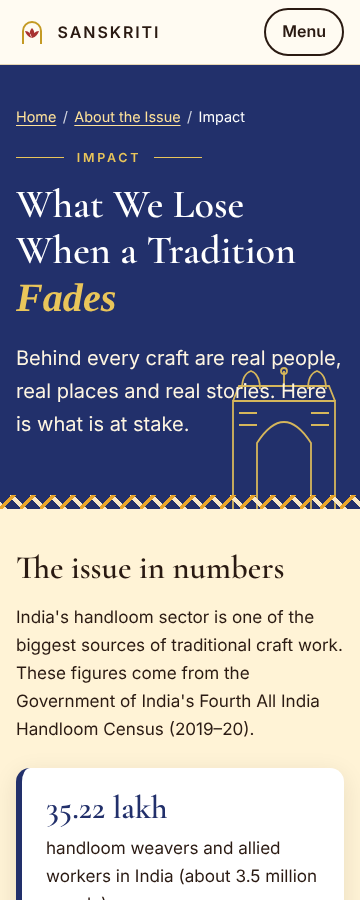 SANSKRITI
Menu
Home / About the Issue / Impact
IMPACT
What We Lose
When a Tradition
Fades
Behind every craft are real people,
real places and real stories. Here
is what is at stake.
The issue in numbers
India's handloom sector is one of the
biggest sources of traditional craft work.
These figures come from the
Government of India's Fourth All India
Handloom Census (2019–20).
35.22 lakh
handloom weavers and allied
workers in India (about 3.5 million